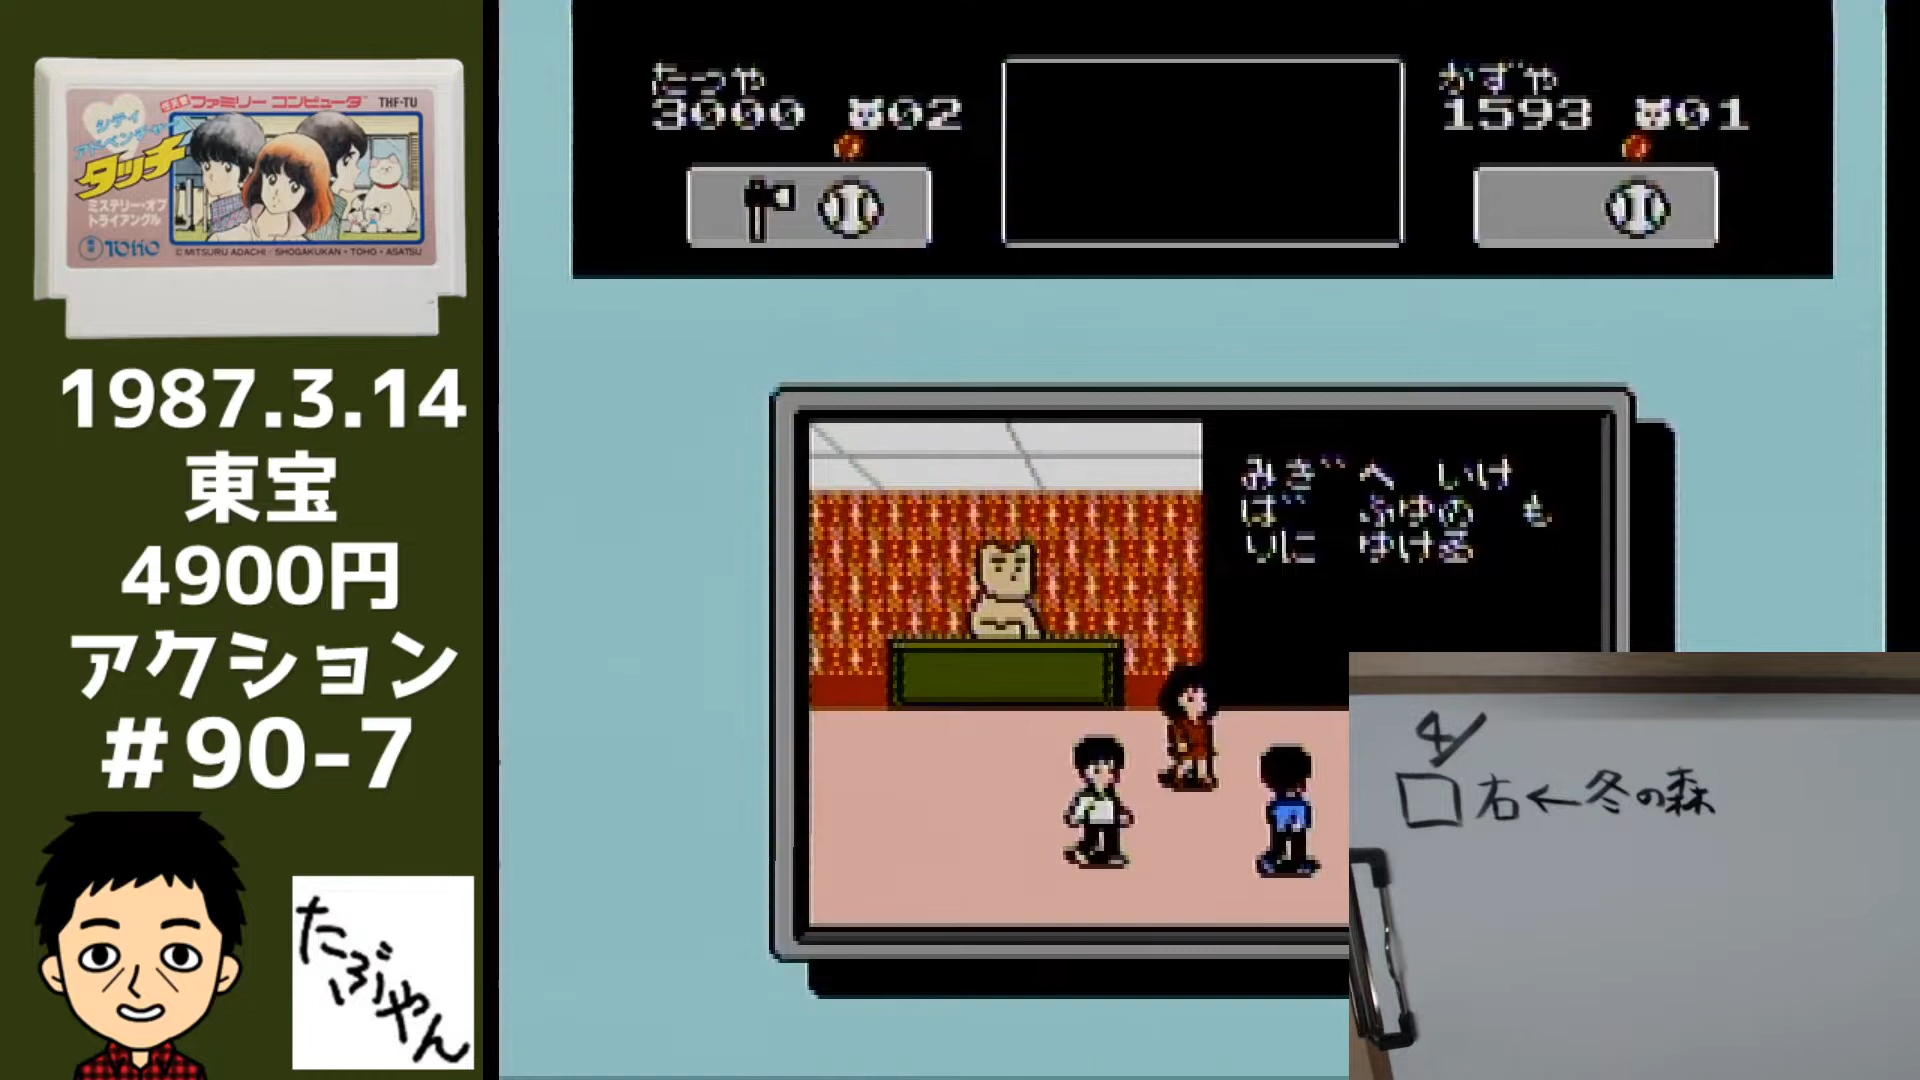 シティ
アドベンチャー
タッチ
ミステリー・オブ
トライアングル
ファミリー コンピュータ
THF-TU
TOHO
©MITSURU ADACHI / SHOGAKUKAN・TOHO・ASATSU
1987.3.14
東宝
4900円
アクション
#90-7
たぶやん
たつや
3000 02
かずや
1593 01
みぎへ いけ
ば ふゆの も
りに ゆける
4/
□右←冬の森